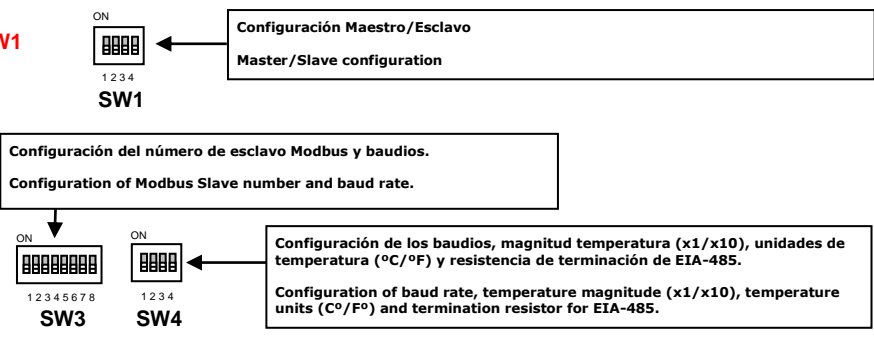 ON
Configuración Maestro/Esclavo
Master/Slave configuration
W1
1 2 3 4
SW1
Configuración del número de esclavo Modbus y baudios.
Configuration of Modbus Slave number and baud rate.
ON
1 2 3 4 5 6 7 8
SW3
ON
1 2 3 4
SW4
Configuración de los baudios, magnitud temperatura (x1/x10), unidades de
temperatura (ºC/ºF) y resistencia de terminación de EIA-485.
Configuration of baud rate, temperature magnitude (x1/x10), temperature
units (Cº/Fº) and termination resistor for EIA-485.